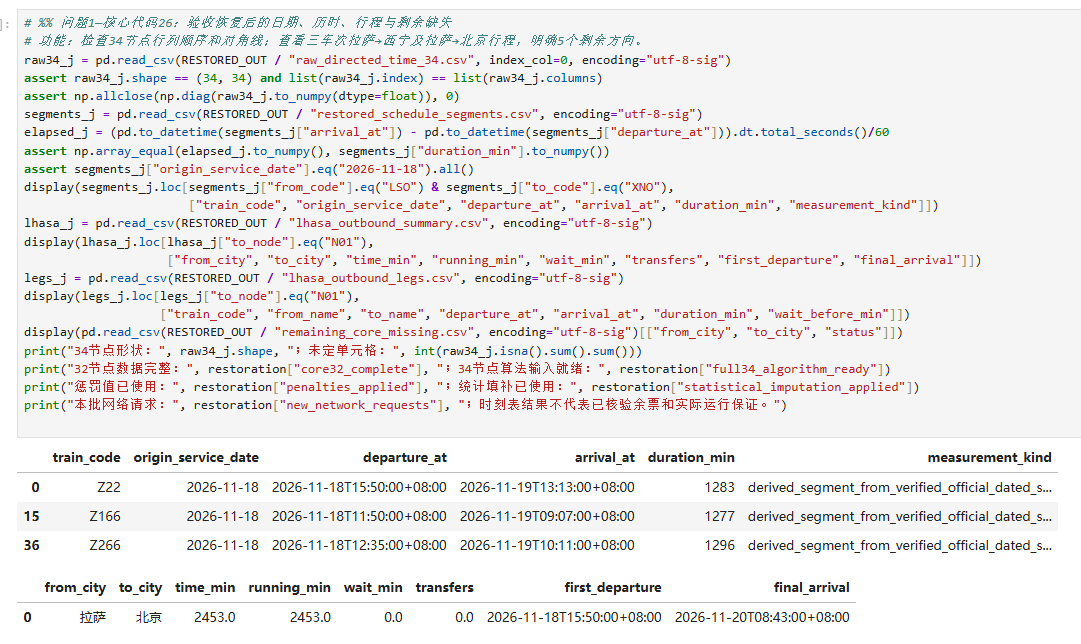 ]:
# %% 问题1—核心代码26：验收恢复后的日期、历时、行程与剩余缺失
# 功能：检查34节点行列顺序和对角线；查看三车次拉萨→西宁及拉萨→北京行程，明确5个剩余方向。
raw34_j = pd.read_csv(RESTORED_OUT / "raw_directed_time_34.csv", index_col=0, encoding="utf-8-sig")
assert raw34_j.shape == (34, 34) and list(raw34_j.index) == list(raw34_j.columns)
assert np.allclose(np.diag(raw34_j.to_numpy(dtype=float)), 0)
segments_j = pd.read_csv(RESTORED_OUT / "restored_schedule_segments.csv", encoding="utf-8-sig")
elapsed_j = (pd.to_datetime(segments_j["arrival_at"]) - pd.to_datetime(segments_j["departure_at"])).dt.total_seconds()/60
assert np.array_equal(elapsed_j.to_numpy(), segments_j["duration_min"].to_numpy())
assert segments_j["origin_service_date"].eq("2026-11-18").all()
display(segments_j.loc[segments_j["from_code"].eq("LSO") & segments_j["to_code"].eq("XNO"),
["train_code", "origin_service_date", "departure_at", "arrival_at", "duration_min", "measurement_kind"]])
lhasa_j = pd.read_csv(RESTORED_OUT / "lhasa_outbound_summary.csv", encoding="utf-8-sig")
display(lhasa_j.loc[lhasa_j["to_node"].eq("N01"),
["from_city", "to_city", "time_min", "running_min", "wait_min", "transfers", "first_departure", "final_arrival"]])
legs_j = pd.read_csv(RESTORED_OUT / "lhasa_outbound_legs.csv", encoding="utf-8-sig")
display(legs_j.loc[legs_j["to_node"].eq("N01"),
["train_code", "from_name", "to_name", "departure_at", "arrival_at", "duration_min", "wait_before_min"]])
display(pd.read_csv(RESTORED_OUT / "remaining_core_missing.csv", encoding="utf-8-sig")[["from_city", "to_city", "status"]])
print("34节点形状：", raw34_j.shape, "；未定单元格：", int(raw34_j.isna().sum().sum()))
print("32节点数据完整：", restoration["core32_complete"], "；34节点算法输入就绪：", restoration["full34_algorithm_ready"])
print("惩罚值已使用：", restoration["penalties_applied"], "；统计填补已使用：", restoration["statistical_imputation_applied"])
print("本批网络请求：", restoration["new_network_requests"], "；时刻表结果不代表已核验余票和实际运行保证。")
train_code origin_service_date departure_at arrival_at duration_min measurement_kind
0 Z22 2026-11-18 2026-11-18T15:50:00+08:00 2026-11-19T13:13:00+08:00 1283 derived_segment_from_verified_official_dated_s...
15 Z166 2026-11-18 2026-11-18T11:50:00+08:00 2026-11-19T09:07:00+08:00 1277 derived_segment_from_verified_official_dated_s...
36 Z266 2026-11-18 2026-11-18T12:35:00+08:00 2026-11-19T10:11:00+08:00 1296 derived_segment_from_verified_official_dated_s...
from_city to_city time_min running_min wait_min transfers first_departure final_arrival
0 拉萨 北京 2453.0 2453.0 0.0 0.0 2026-11-18T15:50:00+08:00 2026-11-20T08:43:00+08:00